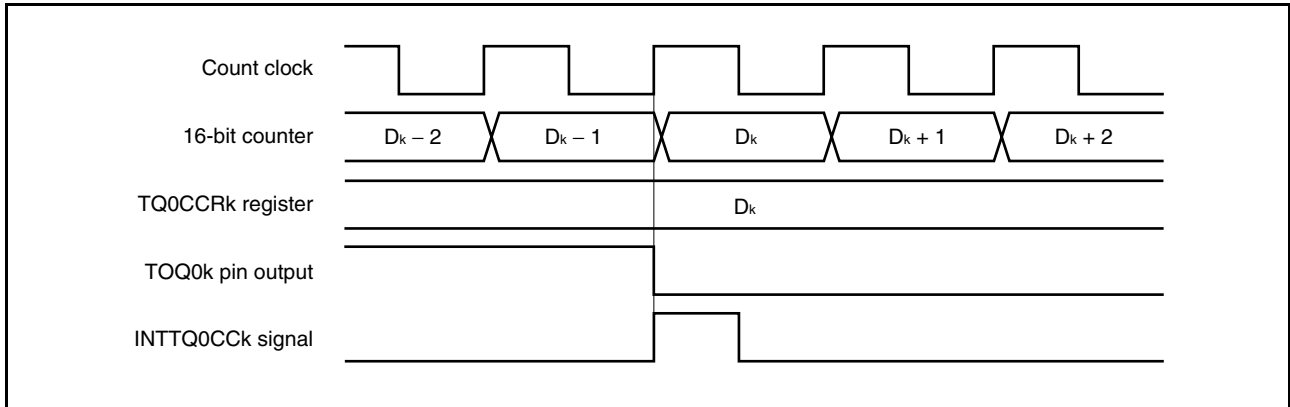 Count clock
16-bit counter
Dk − 2 Dk − 1 Dk Dk + 1 Dk + 2
TQ0CCRk register
Dk
TOQ0k pin output
INTTQ0CCk signal